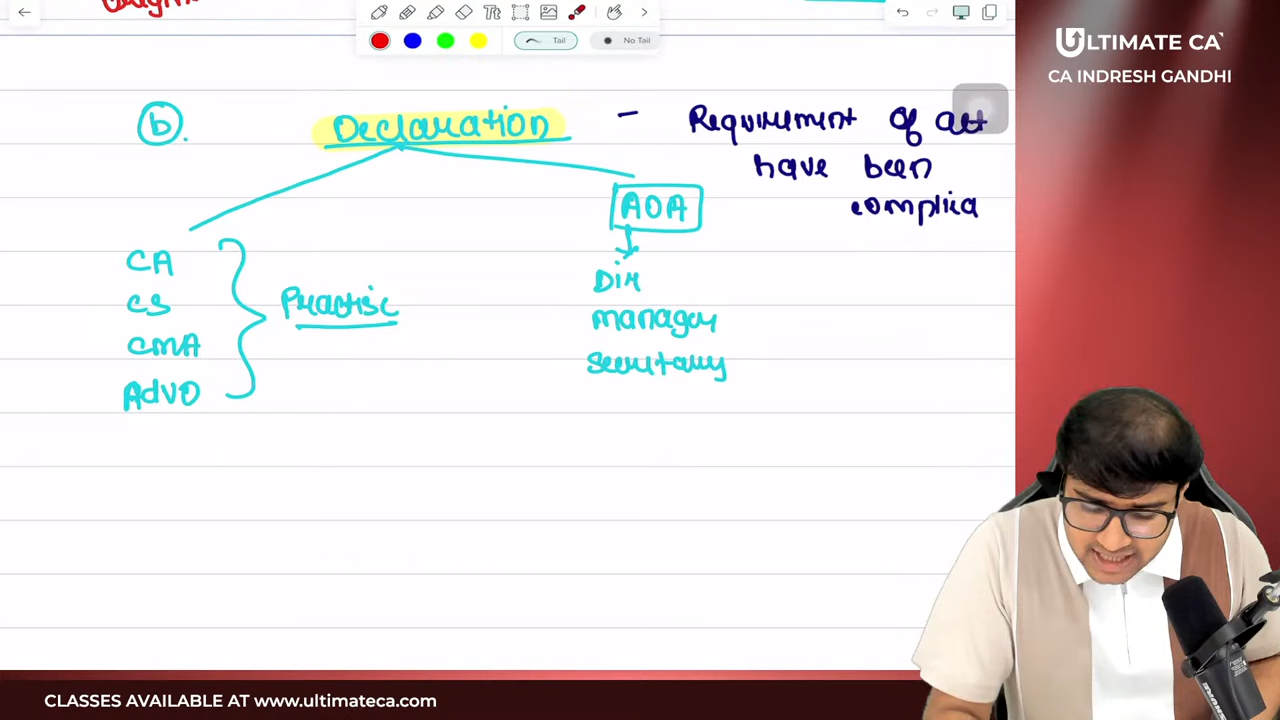 ULTIMATE CA
CA INDRESH GANDHI
Tt
Tail
No Tail
b. Declaration - Requirement of act
have been
complied
AOA
CA
CS
CMA
Advo
Practise
Dir
manager
Secretary
CLASSES AVAILABLE AT www.ultimateca.com